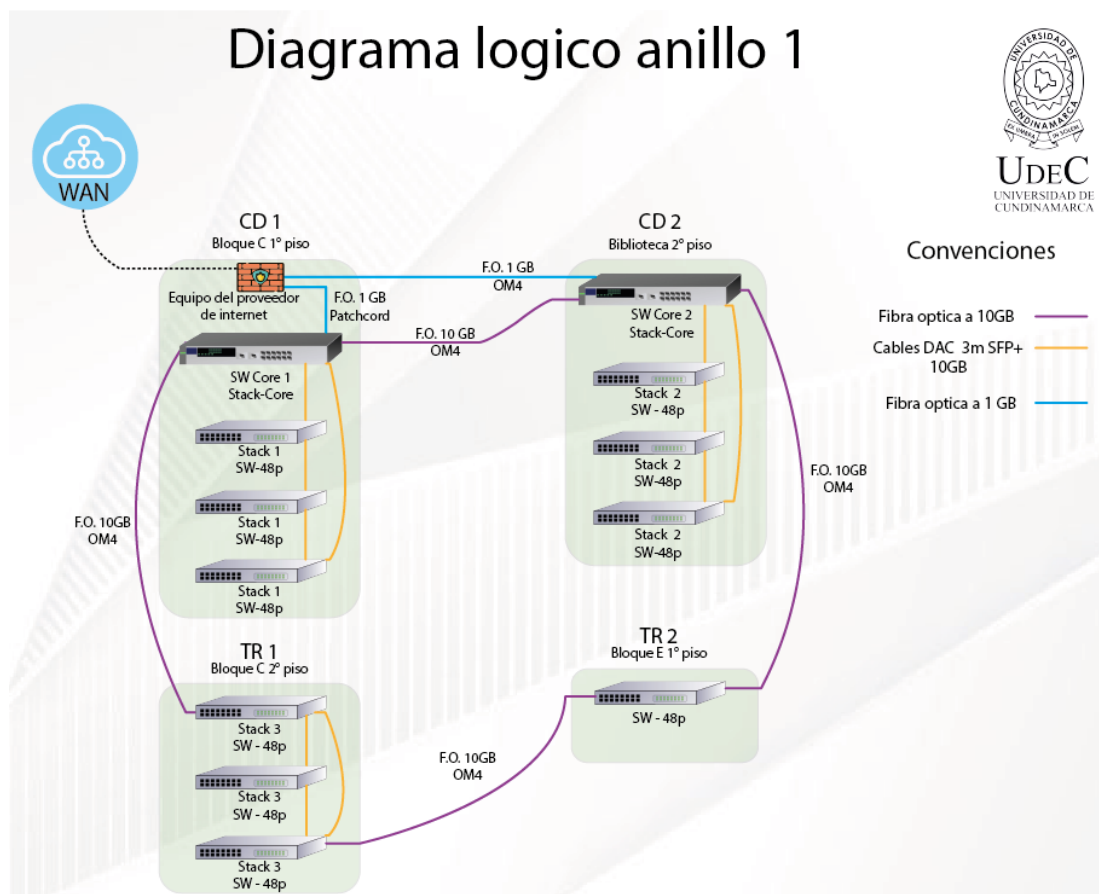 Diagrama logico anillo 1
UNIVERSIDAD DE
CUNDINAMARCA
UDEC
UNIVERSIDAD DE
CUNDINAMARCA
WAN
CD 1
Bloque C 1° piso
Equipo del proveedor
de internet
F.O. 1 GB
Patchcord
F.O. 1 GB
OM4
F.O. 10 GB
OM4
SW Core 1
Stack-Core
Stack 1
SW-48p
Stack 1
SW-48p
Stack 1
SW-48p
CD 2
Biblioteca 2° piso
SW Core 2
Stack-Core
Stack 2
SW - 48p
Stack 2
SW-48p
Stack 2
SW-48p
Convenciones
Fibra optica a 10GB
Cables DAC 3m SFP+
10GB
Fibra optica a 1 GB
F.O. 10GB
OM4
F.O. 10GB
OM4
TR 1
Bloque C 2° piso
Stack 3
SW - 48p
Stack 3
SW - 48p
Stack 3
SW - 48p
F.O. 10GB
OM4
TR 2
Bloque E 1° piso
SW - 48p